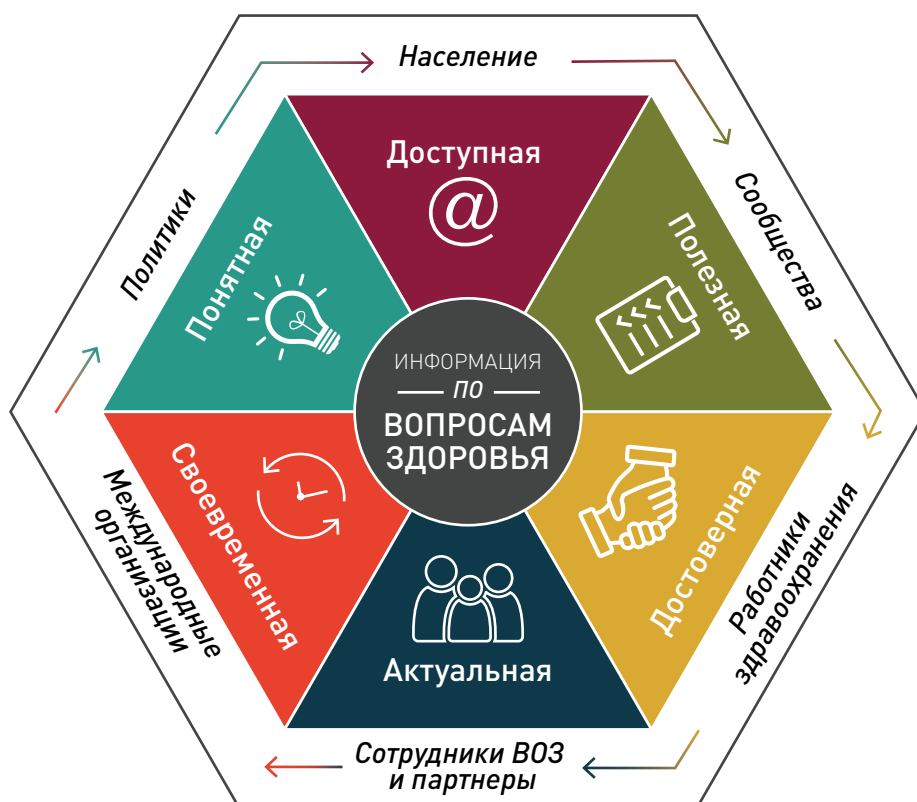 Население
Сообщества
Работники
здравоохранения
Сотрудники ВОЗ
и партнеры
Международные
организации
Политики
Доступная
@
Полезная
Достоверная
Актуальная
Своевременная
Понятная
ИНФОРМАЦИЯ
ПО
ВОПРОСАМ
ЗДОРОВЬЯ